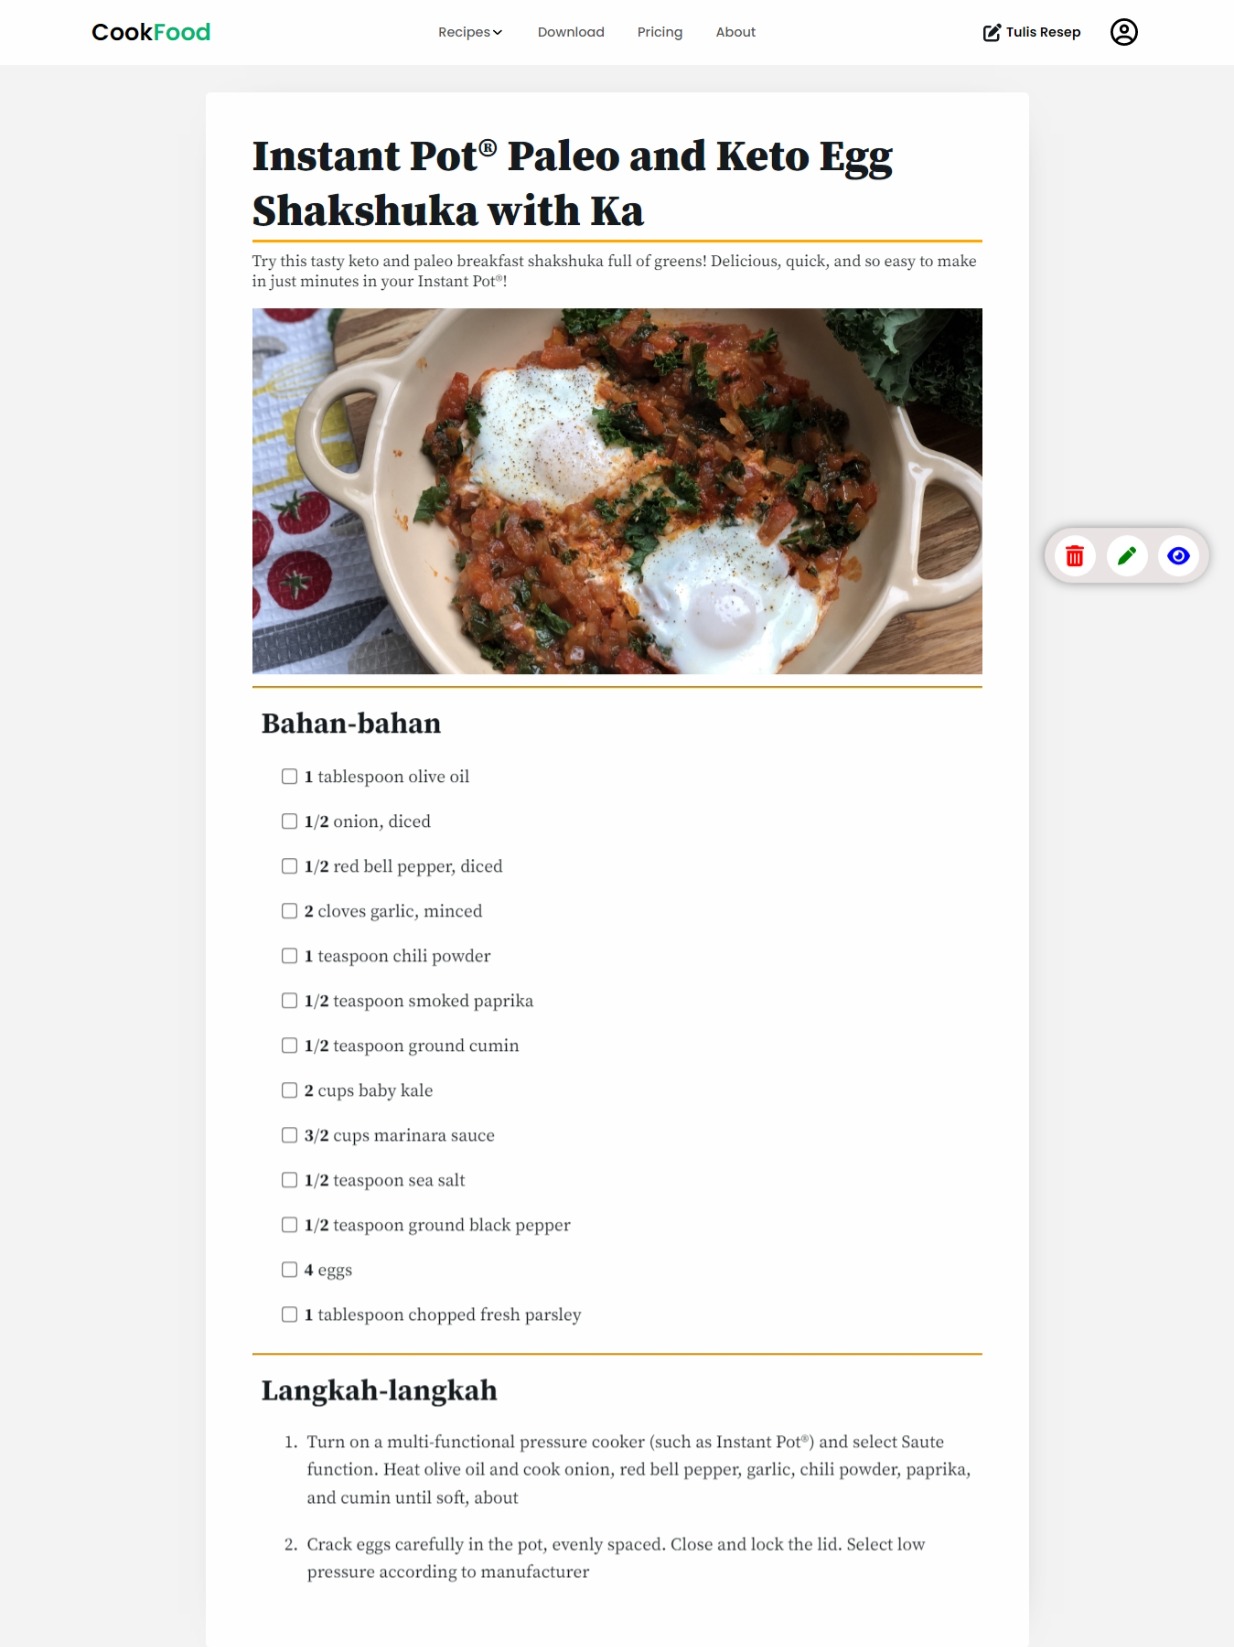 CookFood
Recipes
Download
Pricing
About
Tulis Resep
Instant Pot® Paleo and Keto Egg
Shakshuka with Ka
Try this tasty keto and paleo breakfast shakshuka full of greens! Delicious, quick, and so easy to make
in just minutes in your Instant Pot®!
Bahan-bahan
1 tablespoon olive oil
1/2 onion, diced
1/2 red bell pepper, diced
2 cloves garlic, minced
1 teaspoon chili powder
1/2 teaspoon smoked paprika
1/2 teaspoon ground cumin
2 cups baby kale
3/2 cups marinara sauce
1/2 teaspoon sea salt
1/2 teaspoon ground black pepper
4 eggs
1 tablespoon chopped fresh parsley
Langkah-langkah
1. Turn on a multi-functional pressure cooker (such as Instant Pot®) and select Saute
function. Heat olive oil and cook onion, red bell pepper, garlic, chili powder, paprika,
and cumin until soft, about
2. Crack eggs carefully in the pot, evenly spaced. Close and lock the lid. Select low
pressure according to manufacturer